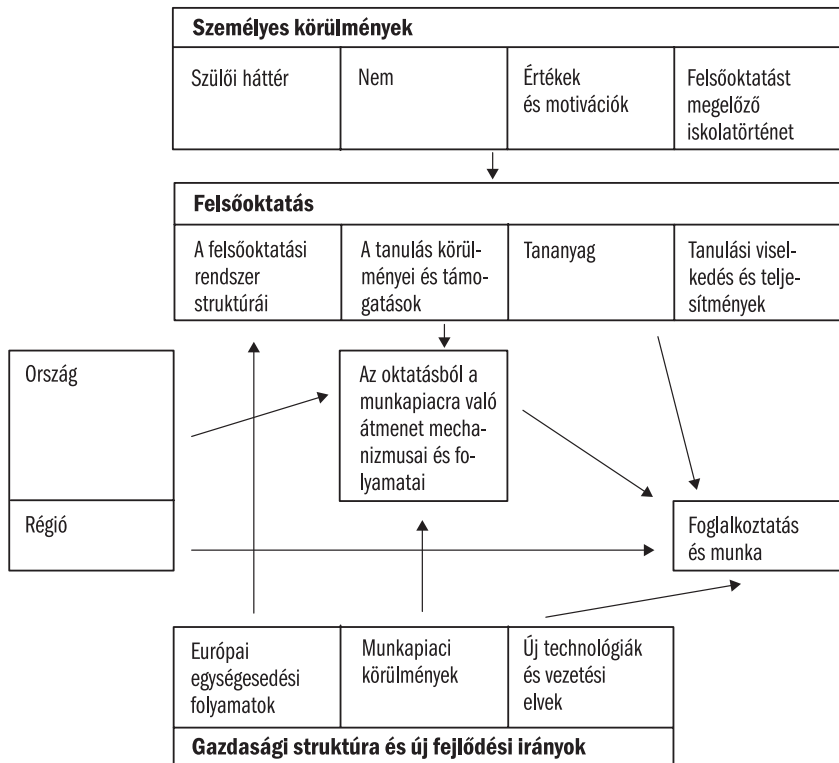 Személyes körülmények
Szülői háttér
Nem
Értékek
és motivációk
Felsőoktatást
megelőző
iskolatörténet
Felsőoktatás
A felsőoktatási
rendszer
struktúrái
A tanulás körül-
ményei és támo-
gatások
Tananyag
Tanulási visel-
kedés és telje-
sítmények
Ország
Az oktatásból a
munkapiacra való
átmenet mecha-
nizmusai és fo-
lyamatai
Régió
Foglalkoztatás
és munka
Európai
egységesedési
folyamatok
Munkapiaci
körülmények
Új technológiák
és vezetési
elvek
Gazdasági struktúra és új fejlődési irányok